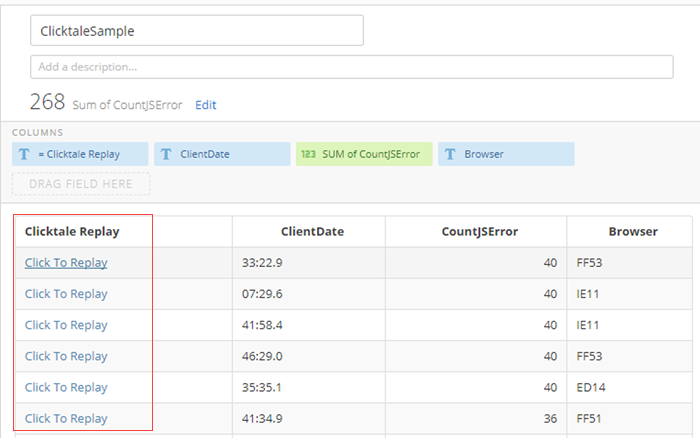 ClicktaleSample
Add a description...
268 Sum of CountJSError Edit
COLUMNS
T = Clicktale Replay T ClientDate 123 SUM of CountJSError T Browser
DRAG FIELD HERE
Clicktale Replay ClientDate CountJSError Browser
Click To Replay 33:22.9 40 FF53
Click To Replay 07:29.6 40 IE11
Click To Replay 41:58.4 40 IE11
Click To Replay 46:29.0 40 FF53
Click To Replay 35:35.1 40 ED14
Click To Replay 41:34.9 36 FF51